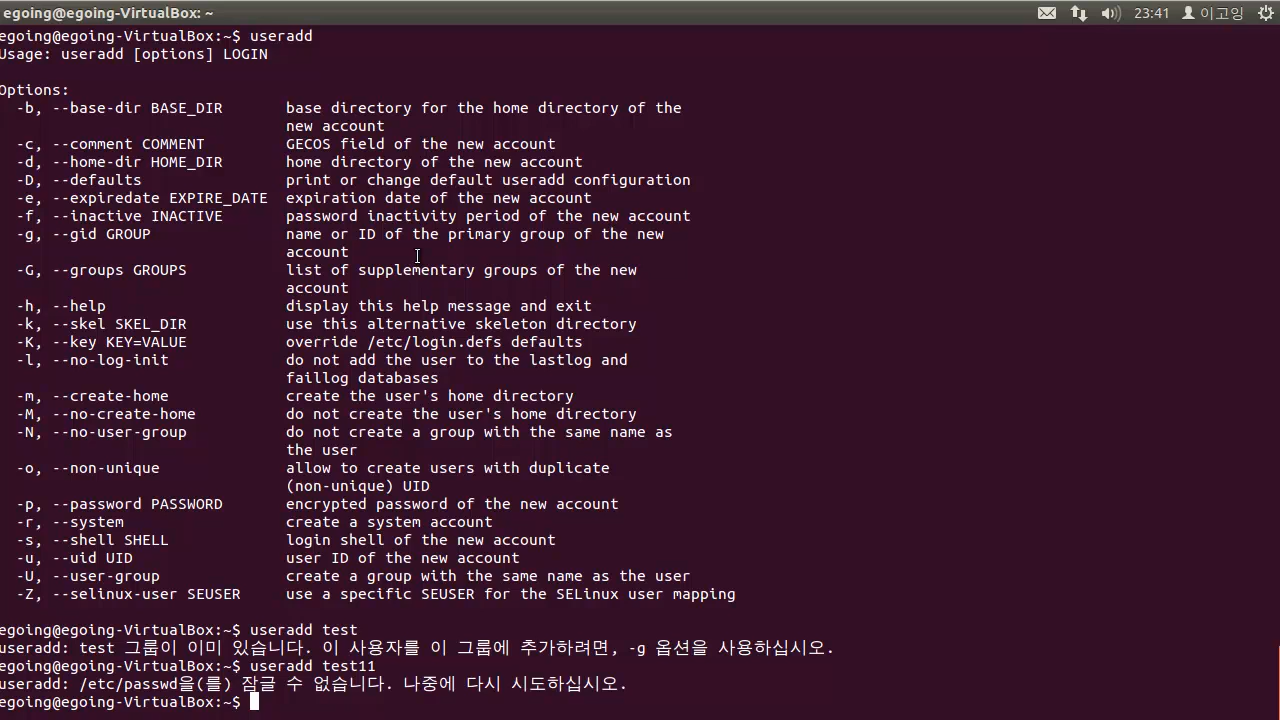 egoing@egoing-VirtualBox: ~
23:41 이고잉
egoing@egoing-VirtualBox:~$ useradd
Usage: useradd [options] LOGIN
Options:
-b, --base-dir BASE_DIR base directory for the home directory of the
new account
-c, --comment COMMENT GECOS field of the new account
-d, --home-dir HOME_DIR home directory of the new account
-D, --defaults print or change default useradd configuration
-e, --expiredate EXPIRE_DATE expiration date of the new account
-f, --inactive INACTIVE password inactivity period of the new account
-g, --gid GROUP name or ID of the primary group of the new
account
-G, --groups GROUPS list of supplementary groups of the new
account
-h, --help display this help message and exit
-k, --skel SKEL_DIR use this alternative skeleton directory
-K, --key KEY=VALUE override /etc/login.defs defaults
-l, --no-log-init do not add the user to the lastlog and
faillog databases
-m, --create-home create the user's home directory
-M, --no-create-home do not create the user's home directory
-N, --no-user-group do not create a group with the same name as
the user
-o, --non-unique allow to create users with duplicate
(non-unique) UID
-p, --password PASSWORD encrypted password of the new account
-r, --system create a system account
-s, --shell SHELL login shell of the new account
-u, --uid UID user ID of the new account
-U, --user-group create a group with the same name as the user
-Z, --selinux-user SEUSER use a specific SEUSER for the SELinux user mapping
egoing@egoing-VirtualBox:~$ useradd test
useradd: test 그룹이 이미 있습니다. 이 사용자를 이 그룹에 추가하려면, -g 옵션을 사용하십시오.
egoing@egoing-VirtualBox:~$ useradd test11
useradd: /etc/passwd을(를) 잠글 수 없습니다. 나중에 다시 시도하십시오.
egoing@egoing-VirtualBox:~$